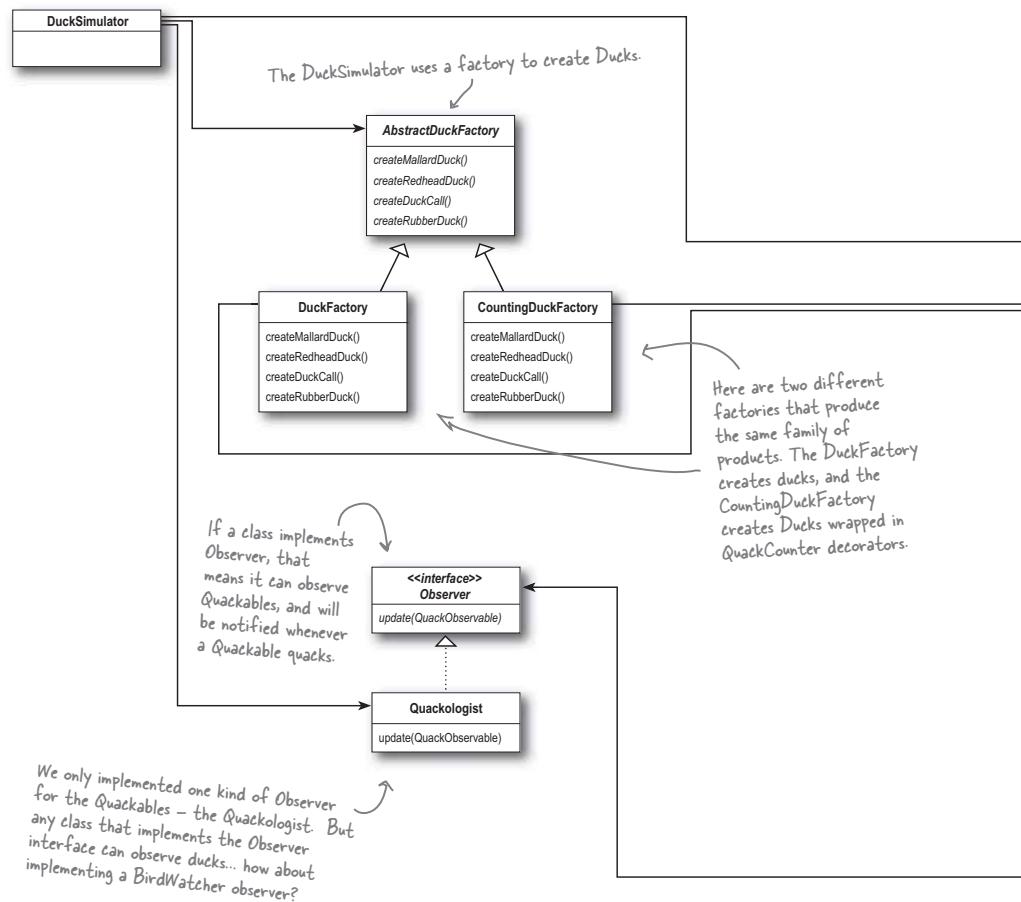 DuckSimulator
The DuckSimulator uses a factory to create Ducks.
AbstractDuckFactory
createMallardDuck()
createRedheadDuck()
createDuckCall()
createRubberDuck()
DuckFactory
createMallardDuck()
createRedheadDuck()
createDuckCall()
createRubberDuck()
CountingDuckFactory
createMallardDuck()
createRedheadDuck()
createDuckCall()
createRubberDuck()
Here are two different
factories that produce
the same family of
products. The DuckFactory
creates ducks, and the
CountingDuckFactory
creates Ducks wrapped in
QuackCounter decorators.
If a class implements
Observer, that
means it can observe
Quackables, and will
be notified whenever
a Quackable quacks.
<<interface>>
Observer
update(QuackObservable)
Quackologist
update(QuackObservable)
We only implemented one kind of Observer
for the Quackables – the Quackologist. But
any class that implements the Observer
interface can observe ducks... how about
implementing a BirdWatcher observer?